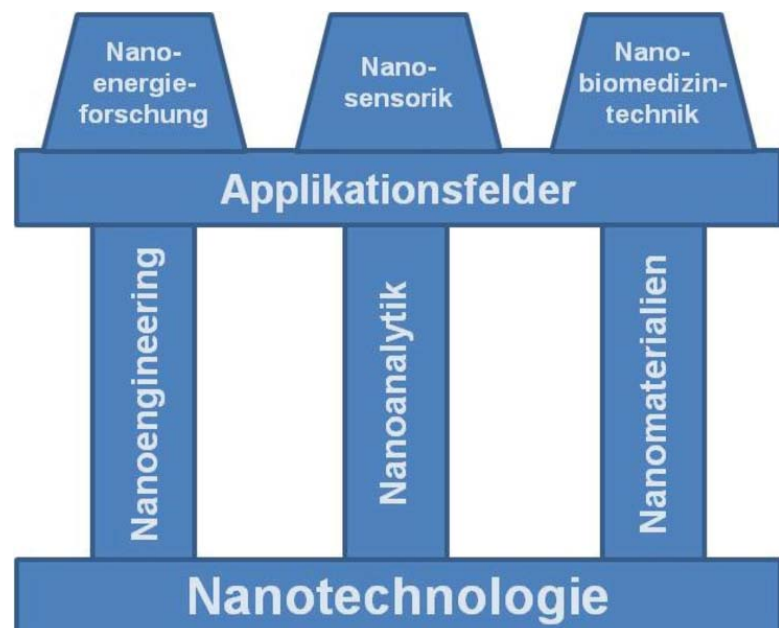 Nano-
energie-
forschung
Nano-
sensorik
Nano-
biomedizin-
technik
Applikationsfelder
Nanoengineering
Nanoanalytik
Nanomaterialien
Nanotechnologie